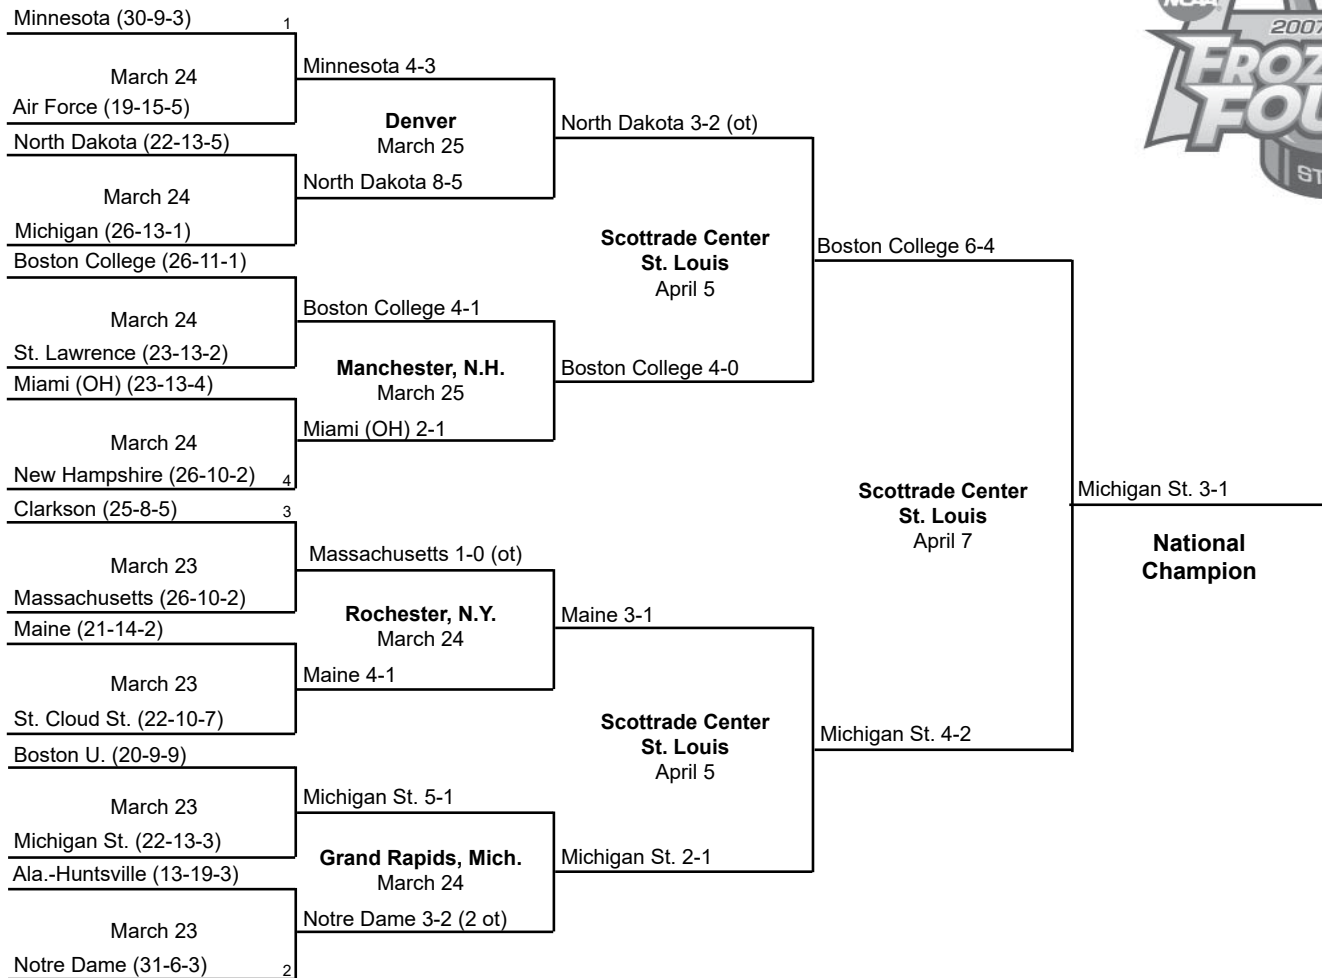 Minnesota (30-9-3) 1
March 24
Air Force (19-15-5)
North Dakota (22-13-5)
March 24
Michigan (26-13-1)
Boston College (26-11-1)
March 24
St. Lawrence (23-13-2)
Miami (OH) (23-13-4)
March 24
New Hampshire (26-10-2) 4
Clarkson (25-8-5) 3
March 23
Massachusetts (26-10-2)
Maine (21-14-2)
March 23
St. Cloud St. (22-10-7)
Boston U. (20-9-9)
March 23
Michigan St. (22-13-3)
Ala.-Huntsville (13-19-3)
March 23
Notre Dame (31-6-3) 2
Minnesota 4-3
Denver
March 25
North Dakota 8-5
Boston College 4-1
Manchester, N.H.
March 25
Miami (OH) 2-1
Massachusetts 1-0 (ot)
Rochester, N.Y.
March 24
Maine 4-1
Michigan St. 5-1
Grand Rapids, Mich.
March 24
Notre Dame 3-2 (2 ot)
North Dakota 3-2 (ot)
Scottrade Center
St. Louis
April 5
Boston College 4-0
Maine 3-1
Scottrade Center
St. Louis
April 5
Michigan St. 2-1
Boston College 6-4
Scottrade Center
St. Louis
April 7
Michigan St. 4-2
Michigan St. 3-1
National
Champion
NCAA
2007
FROZ
FOU
ST